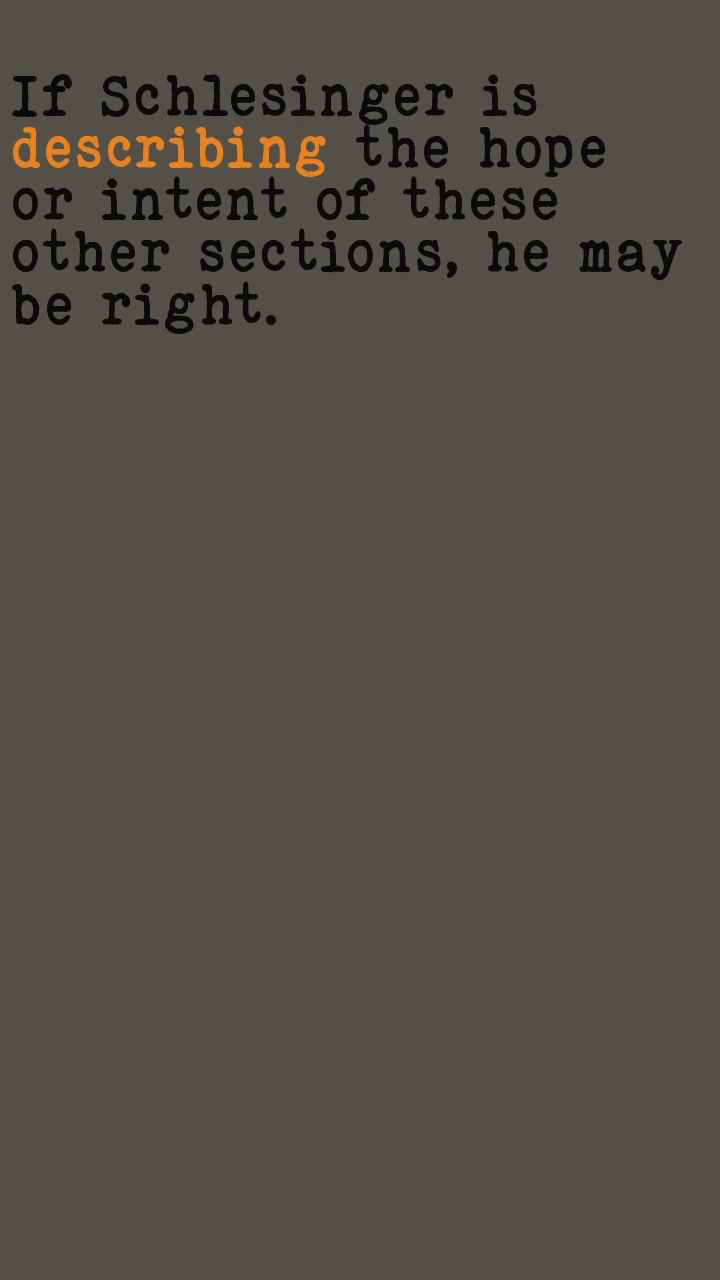 If Schlesinger is
describing the hope
or intent of these
other sections, he may
be right.